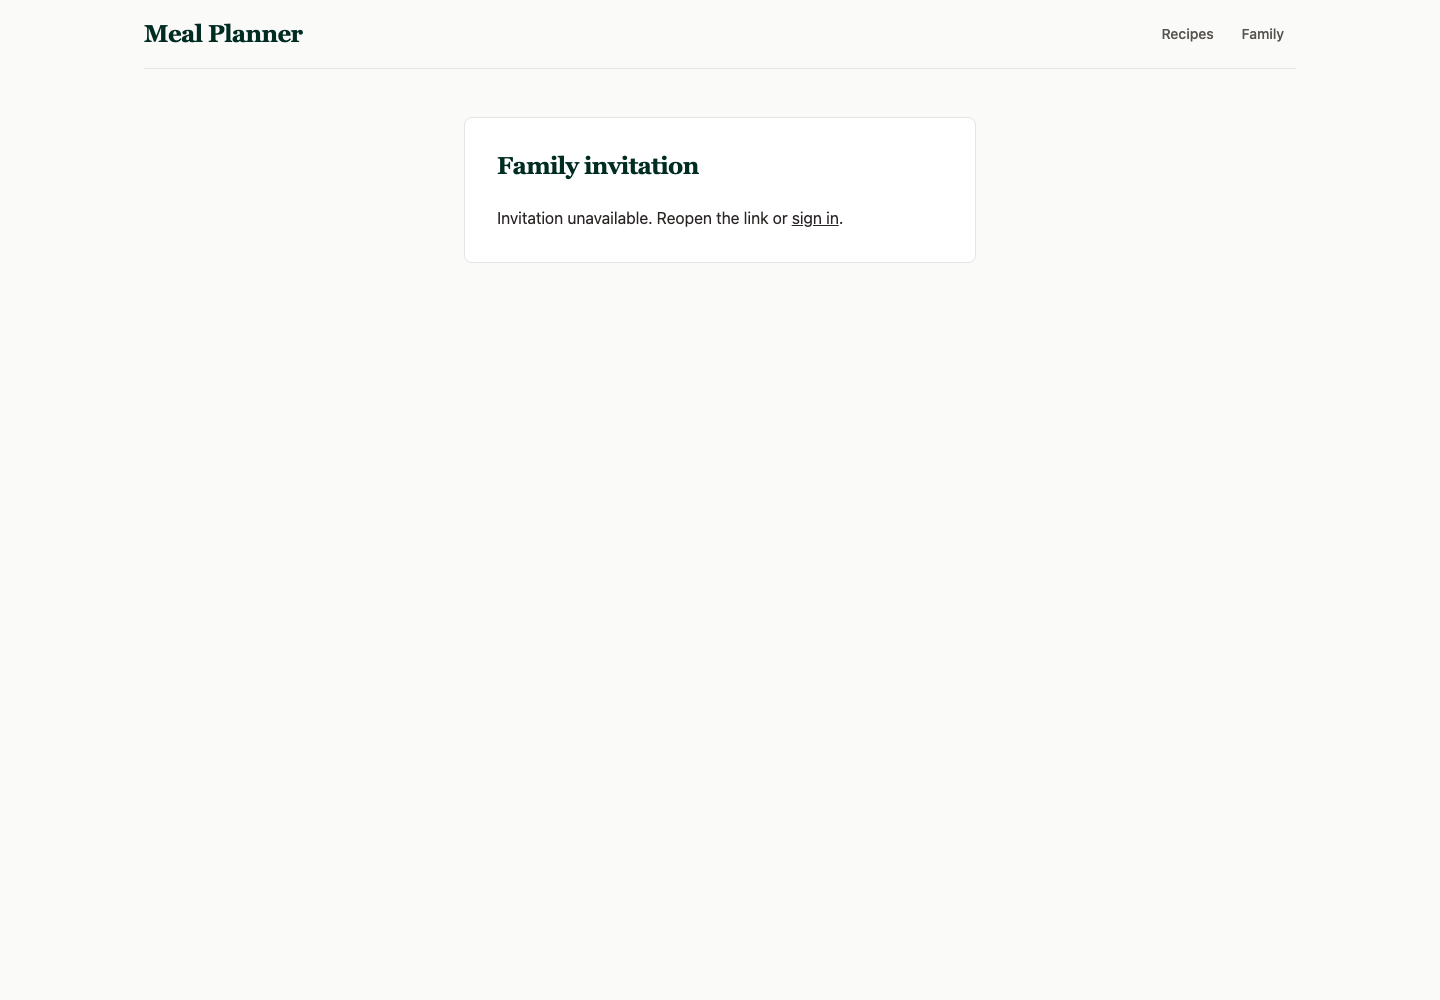 Meal Planner
Recipes
Family
Family invitation
Invitation unavailable. Reopen the link or sign in.